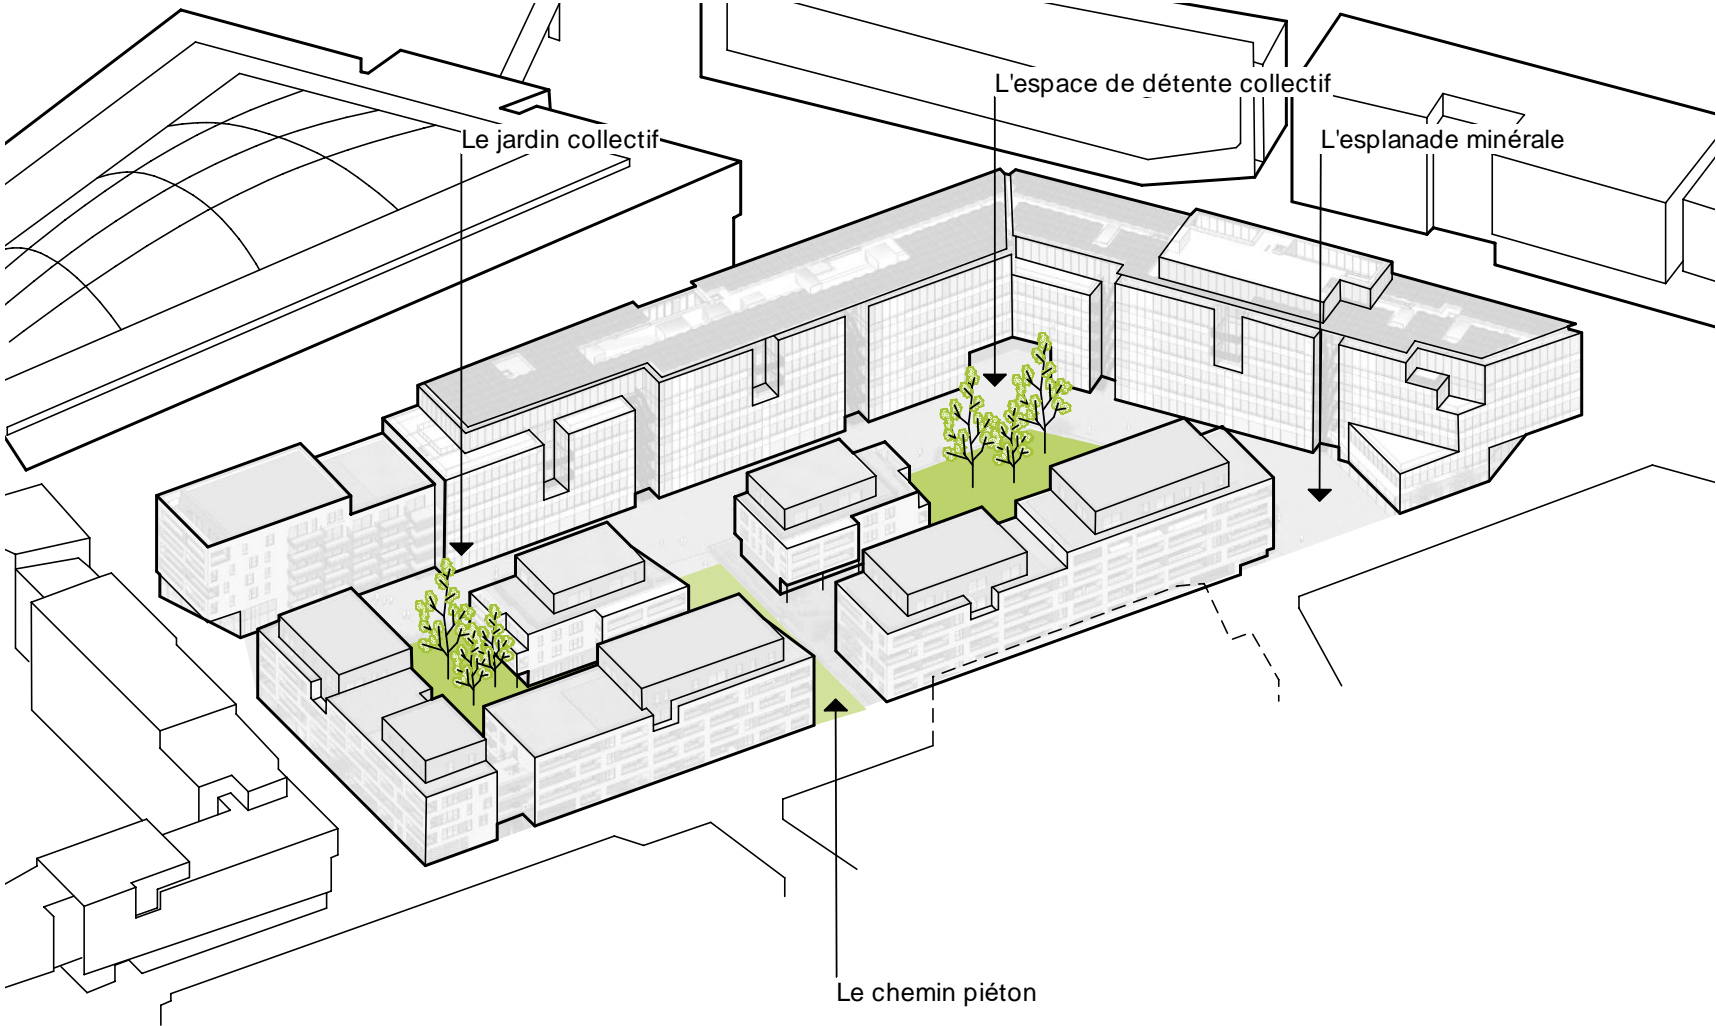 L'espace de détente collectif
Le jardin collectif
L'esplanade minérale
Le chemin piéton